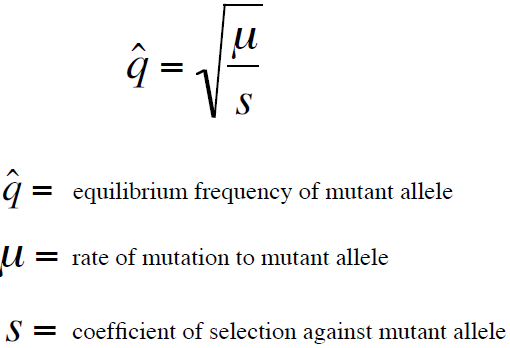 q̂ = √(μ/s)
q̂ = equilibrium frequency of mutant allele
μ = rate of mutation to mutant allele
s = coefficient of selection against mutant allele